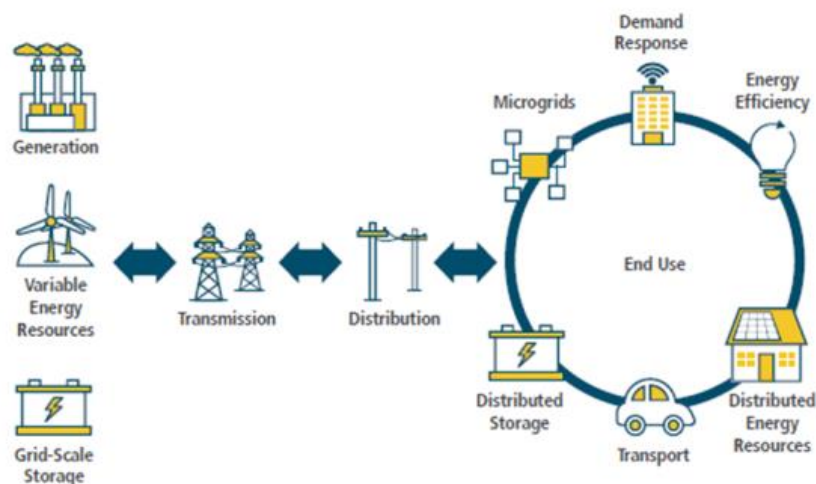 Generation
Variable
Energy
Resources
Grid-Scale
Storage
Transmission
Distribution
Demand
Response
Microgrids
Energy
Efficiency
End Use
Distributed
Storage
Transport
Distributed
Energy
Resources